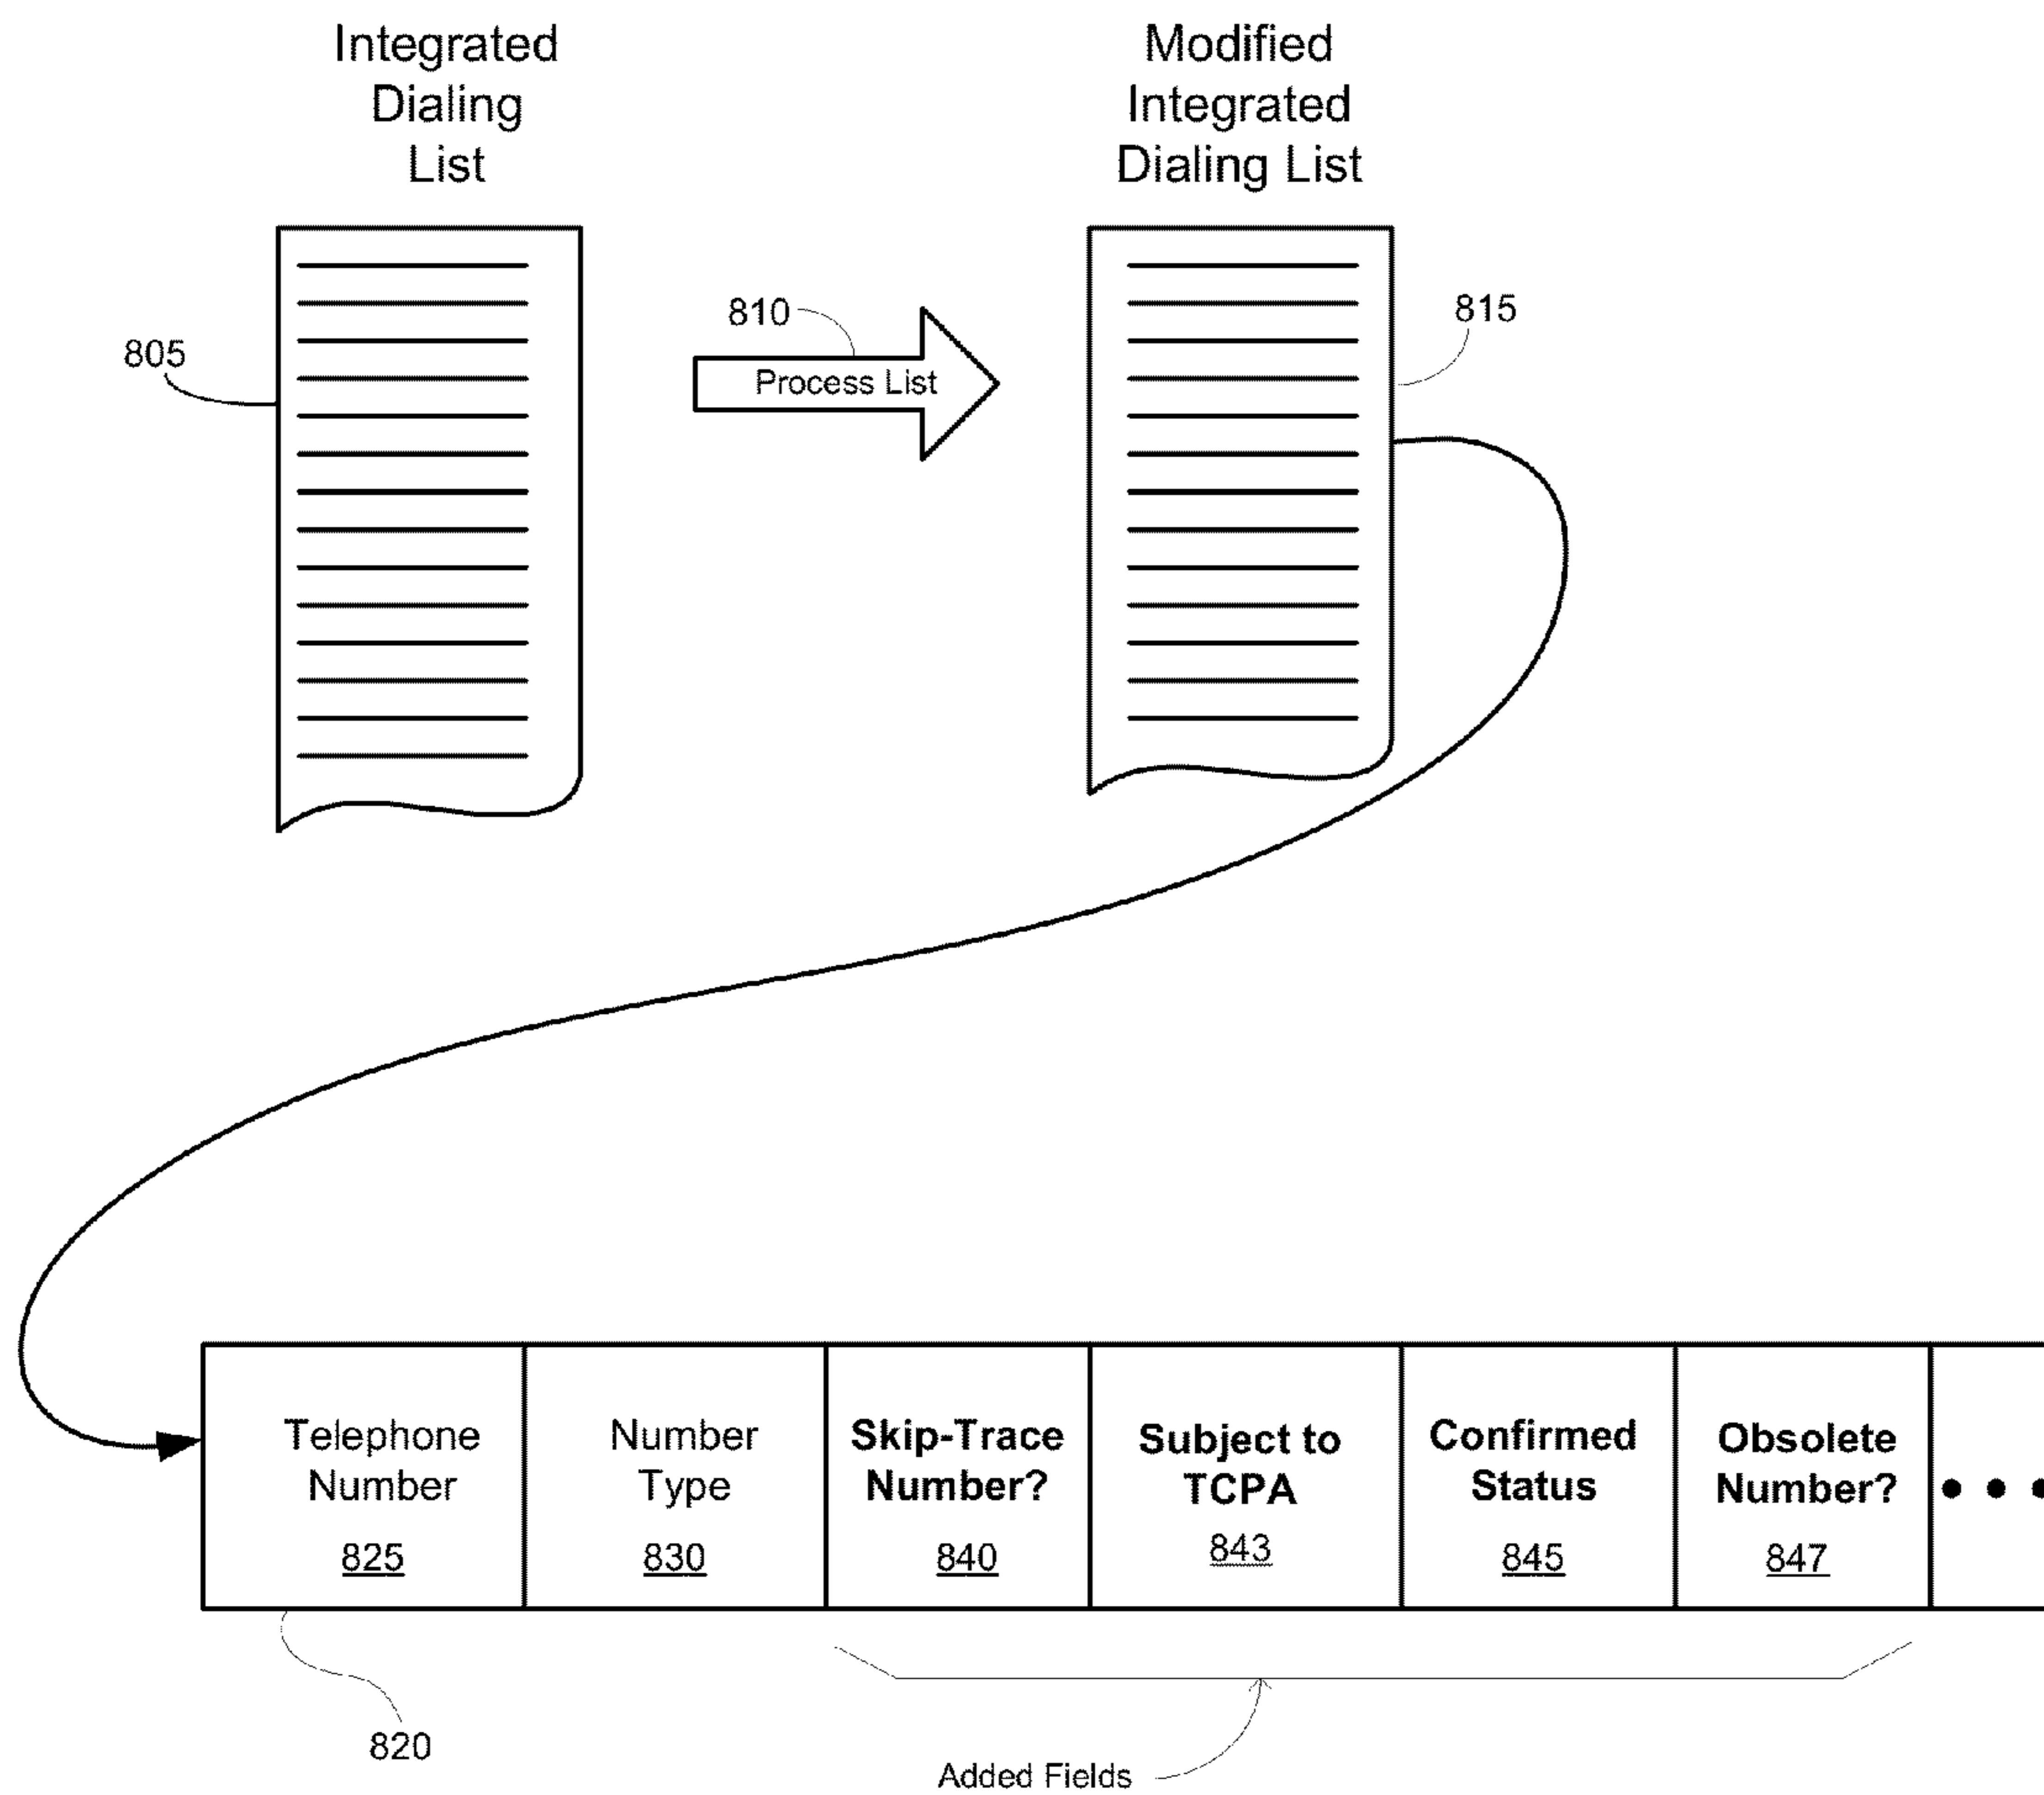 Integrated
Dialing
List
Modified
Integrated
Dialing List
805
810
Process List
815
Telephone
Number
825
Number
Type
830
Skip-Trace
Number?
840
Subject to
TCPA
843
Confirmed
Status
845
Obsolete
Number?
847
• • •
820
Added Fields